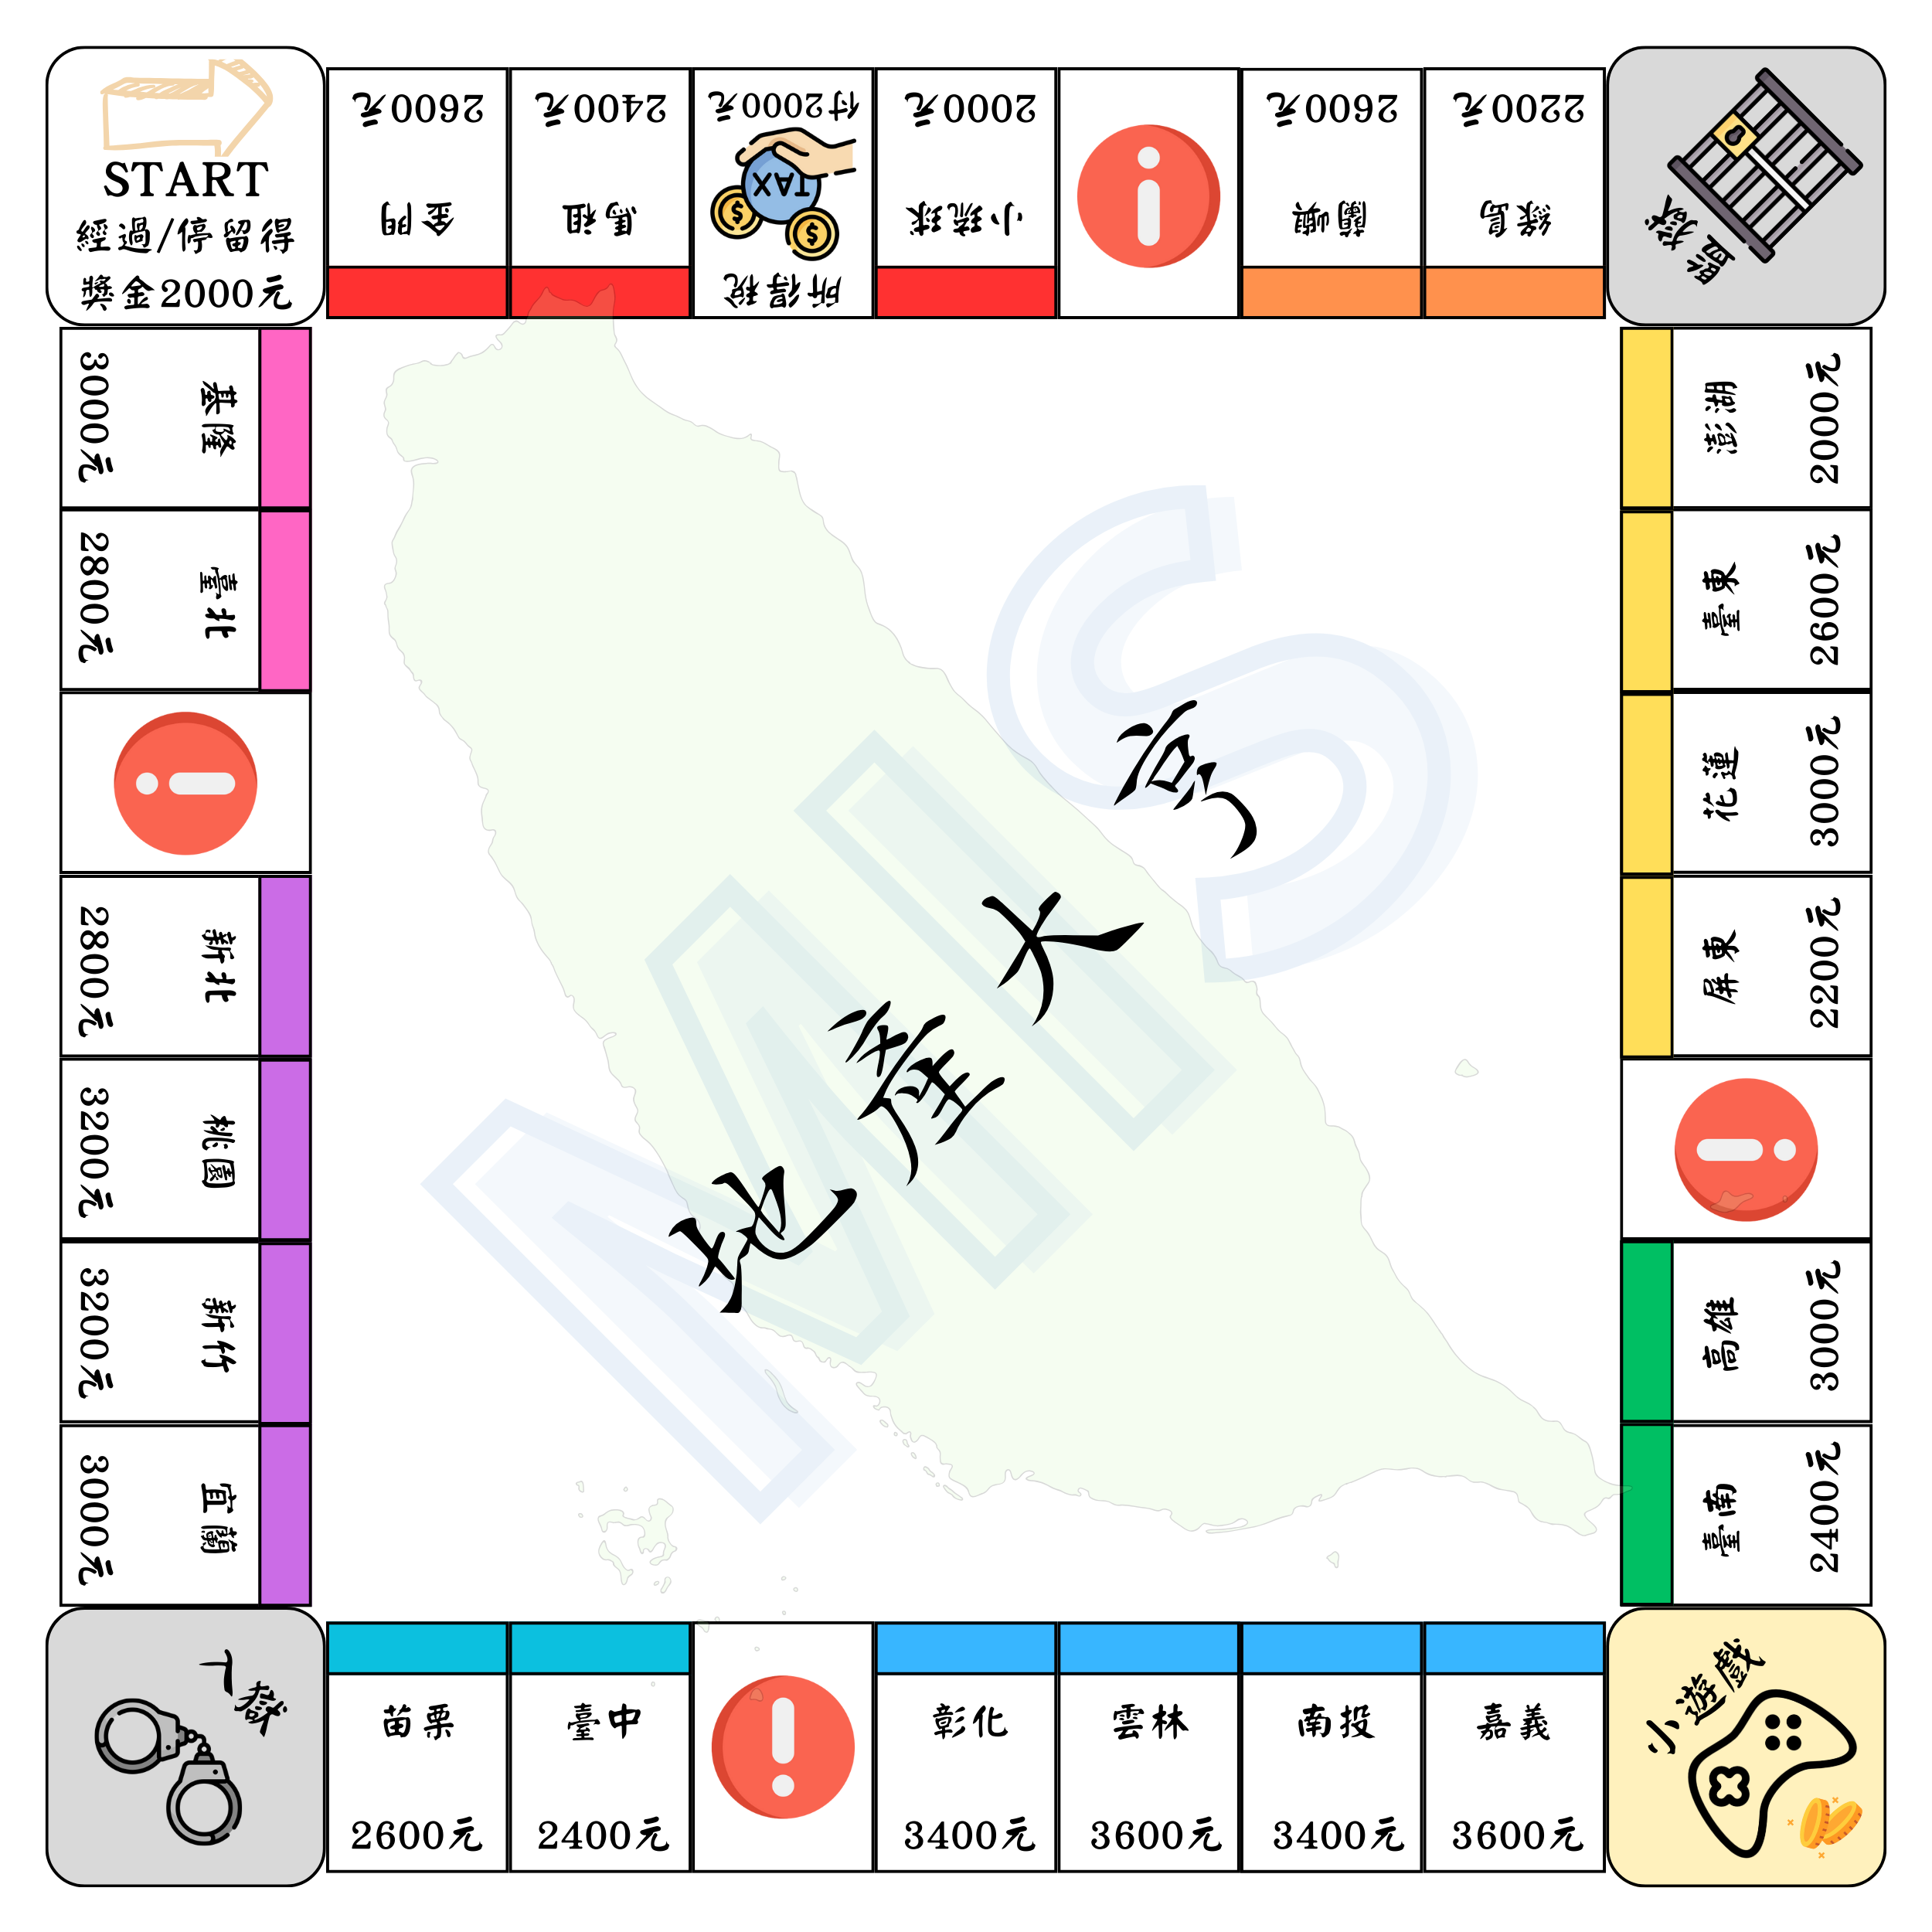 START
經過/停留得
獎金2000元
金門
2600元
馬祖
2400元
所得稅
TAX
付2000元
小琉球
2000元
蘭嶼
2600元
綠島
2200元
監獄
澎湖
2000元
臺東
2600元
花蓮
3000元
屏東
2200元
高雄
3000元
臺南
2400元
小遊戲
嘉義
3600元
南投
3400元
雲林
3600元
彰化
3400元
臺中
2400元
苗栗
2600元
入獄
宜蘭
3000元
新竹
3200元
桃園
3200元
新北
2800元
臺北
2800元
基隆
3000元
MIS
地產大亨